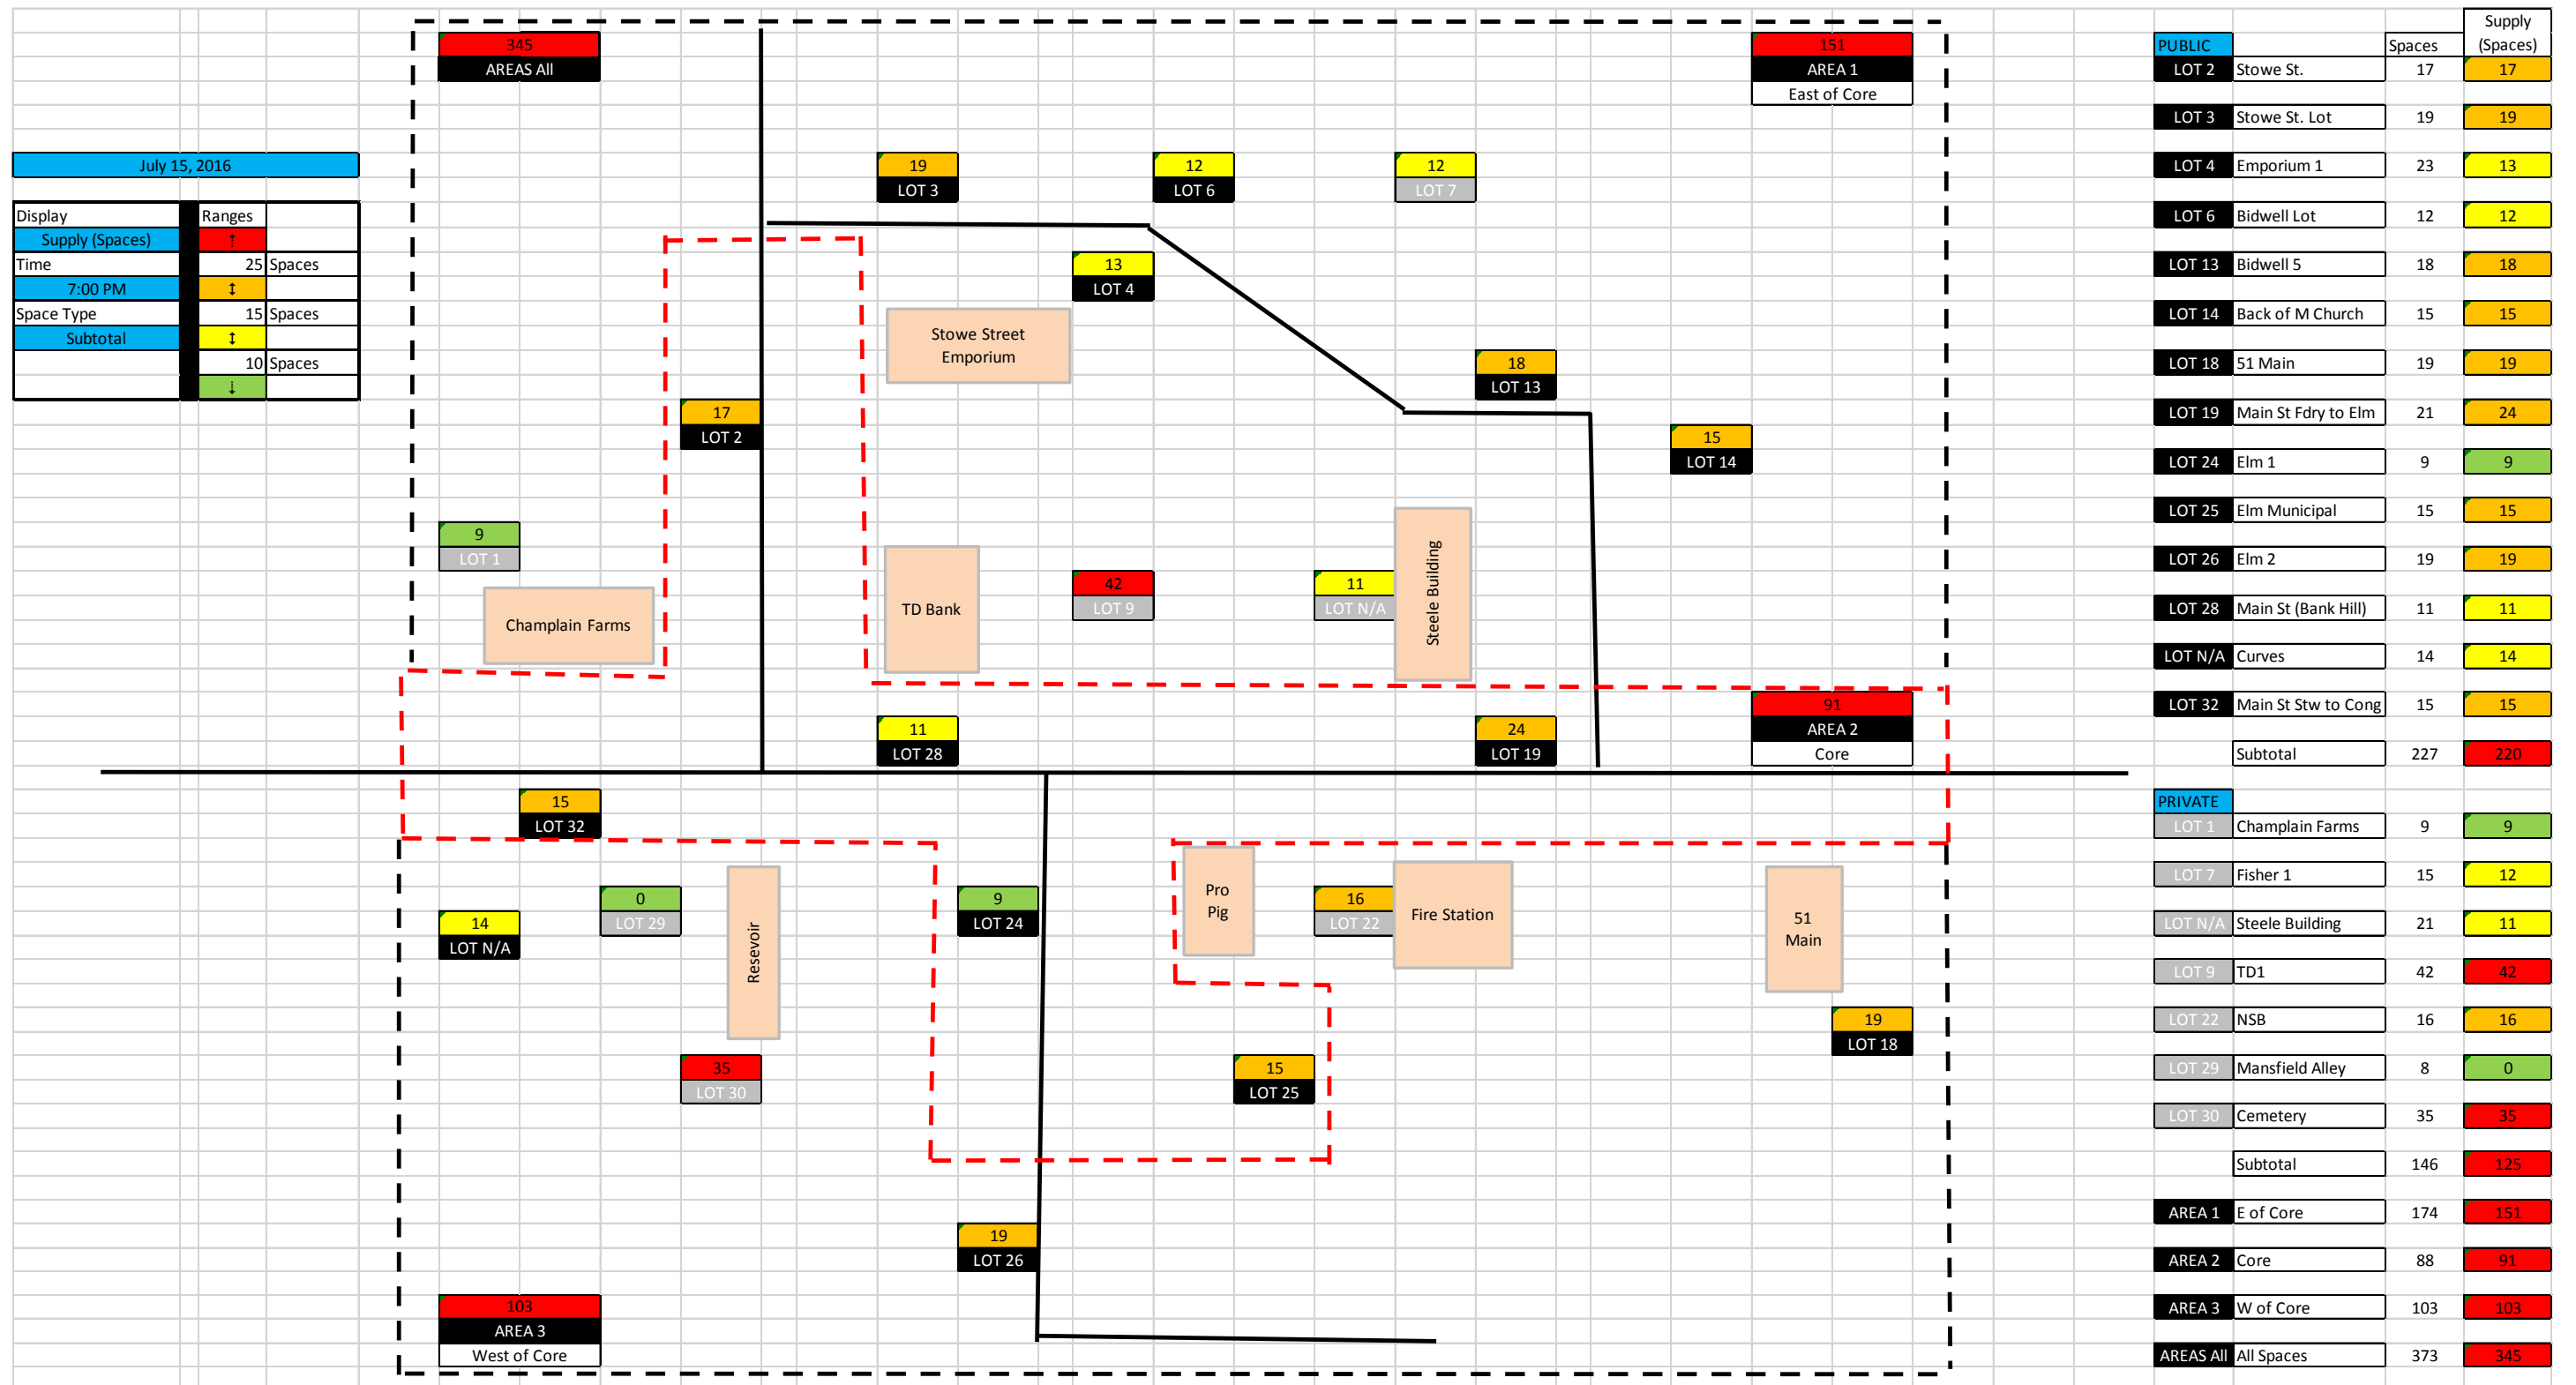 345
AREAS All
151
AREA 1
East of Core
July 15, 2016
Display Ranges
Supply (Spaces) ↑
Time 25 Spaces
7:00 PM ↕
Space Type 15 Spaces
Subtotal ↕
10 Spaces
↓
19
LOT 3
12
LOT 6
12
LOT 7
13
LOT 4
Stowe Street
Emporium
18
LOT 13
17
LOT 2
15
LOT 14
9
LOT 1
Champlain Farms
TD Bank
42
LOT 9
11
LOT N/A
Steele Building
91
AREA 2
Core
11
LOT 28
24
LOT 19
15
LOT 32
14
LOT N/A
0
LOT 29
Resevoir
9
LOT 24
Pro
Pig
16
LOT 22
Fire Station
51
Main
19
LOT 18
35
LOT 30
15
LOT 25
19
LOT 26
103
AREA 3
West of Core
Supply
PUBLIC Spaces (Spaces)
LOT 2 Stowe St. 17 17
LOT 3 Stowe St. Lot 19 19
LOT 4 Emporium 1 23 13
LOT 6 Bidwell Lot 12 12
LOT 13 Bidwell 5 18 18
LOT 14 Back of M Church 15 15
LOT 18 51 Main 19 19
LOT 19 Main St Fdry to Elm 21 24
LOT 24 Elm 1 9 9
LOT 25 Elm Municipal 15 15
LOT 26 Elm 2 19 19
LOT 28 Main St (Bank Hill) 11 11
LOT N/A Curves 14 14
LOT 32 Main St Stw to Cong 15 15
Subtotal 227 220
PRIVATE
LOT 1 Champlain Farms 9 9
LOT 7 Fisher 1 15 12
LOT N/A Steele Building 21 11
LOT 9 TD1 42 42
LOT 22 NSB 16 16
LOT 29 Mansfield Alley 8 0
LOT 30 Cemetery 35 35
Subtotal 146 125
AREA 1 E of Core 174 151
AREA 2 Core 88 91
AREA 3 W of Core 103 103
AREAS All All Spaces 373 345